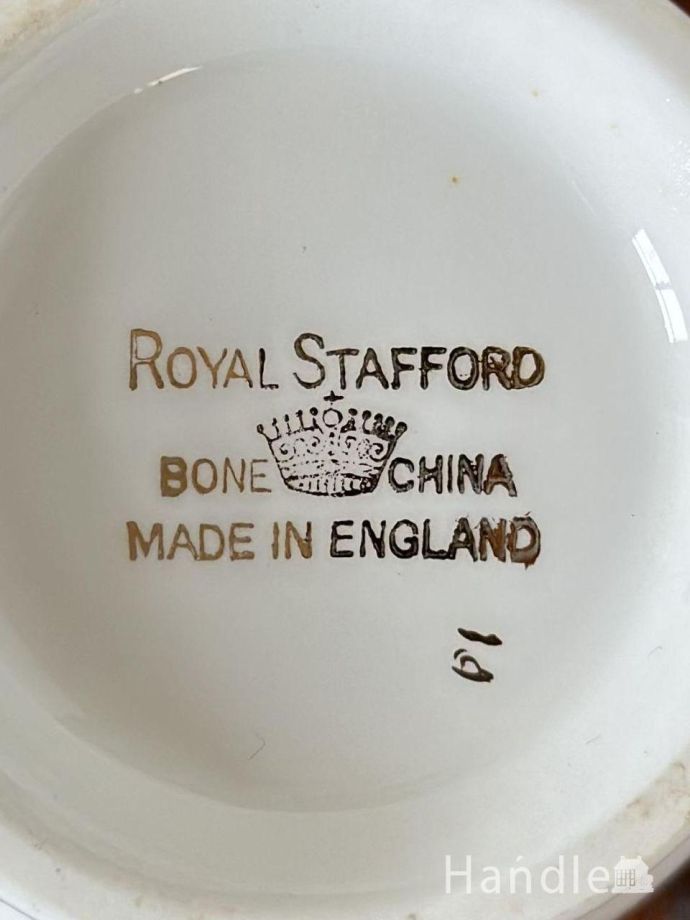 ROYAL STAFFORD
BONE CHINA
MADE IN ENGLAND
Handle